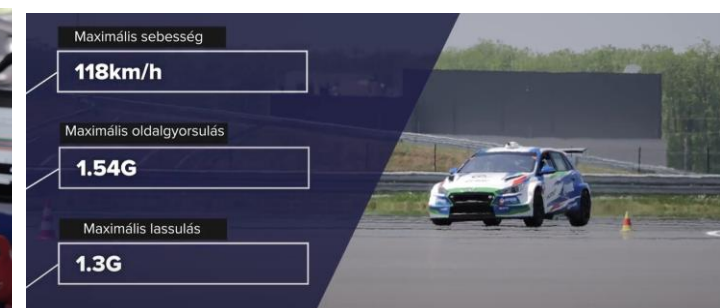 Maximális sebesség
118km/h
Maximális oldalgyorsulás
1.54G
Maximális lassulás
1.3G